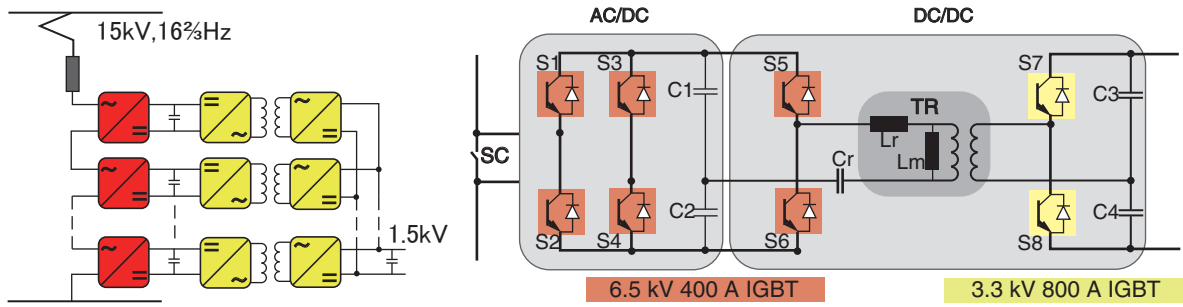 15kV,16⅔Hz
1.5kV
AC/DC
DC/DC
SC
S1
S3
C1
S2
S4
C2
S5
S6
Cr
TR
Lr
Lm
S7
C3
S8
C4
6.5 kV 400 A IGBT
3.3 kV 800 A IGBT